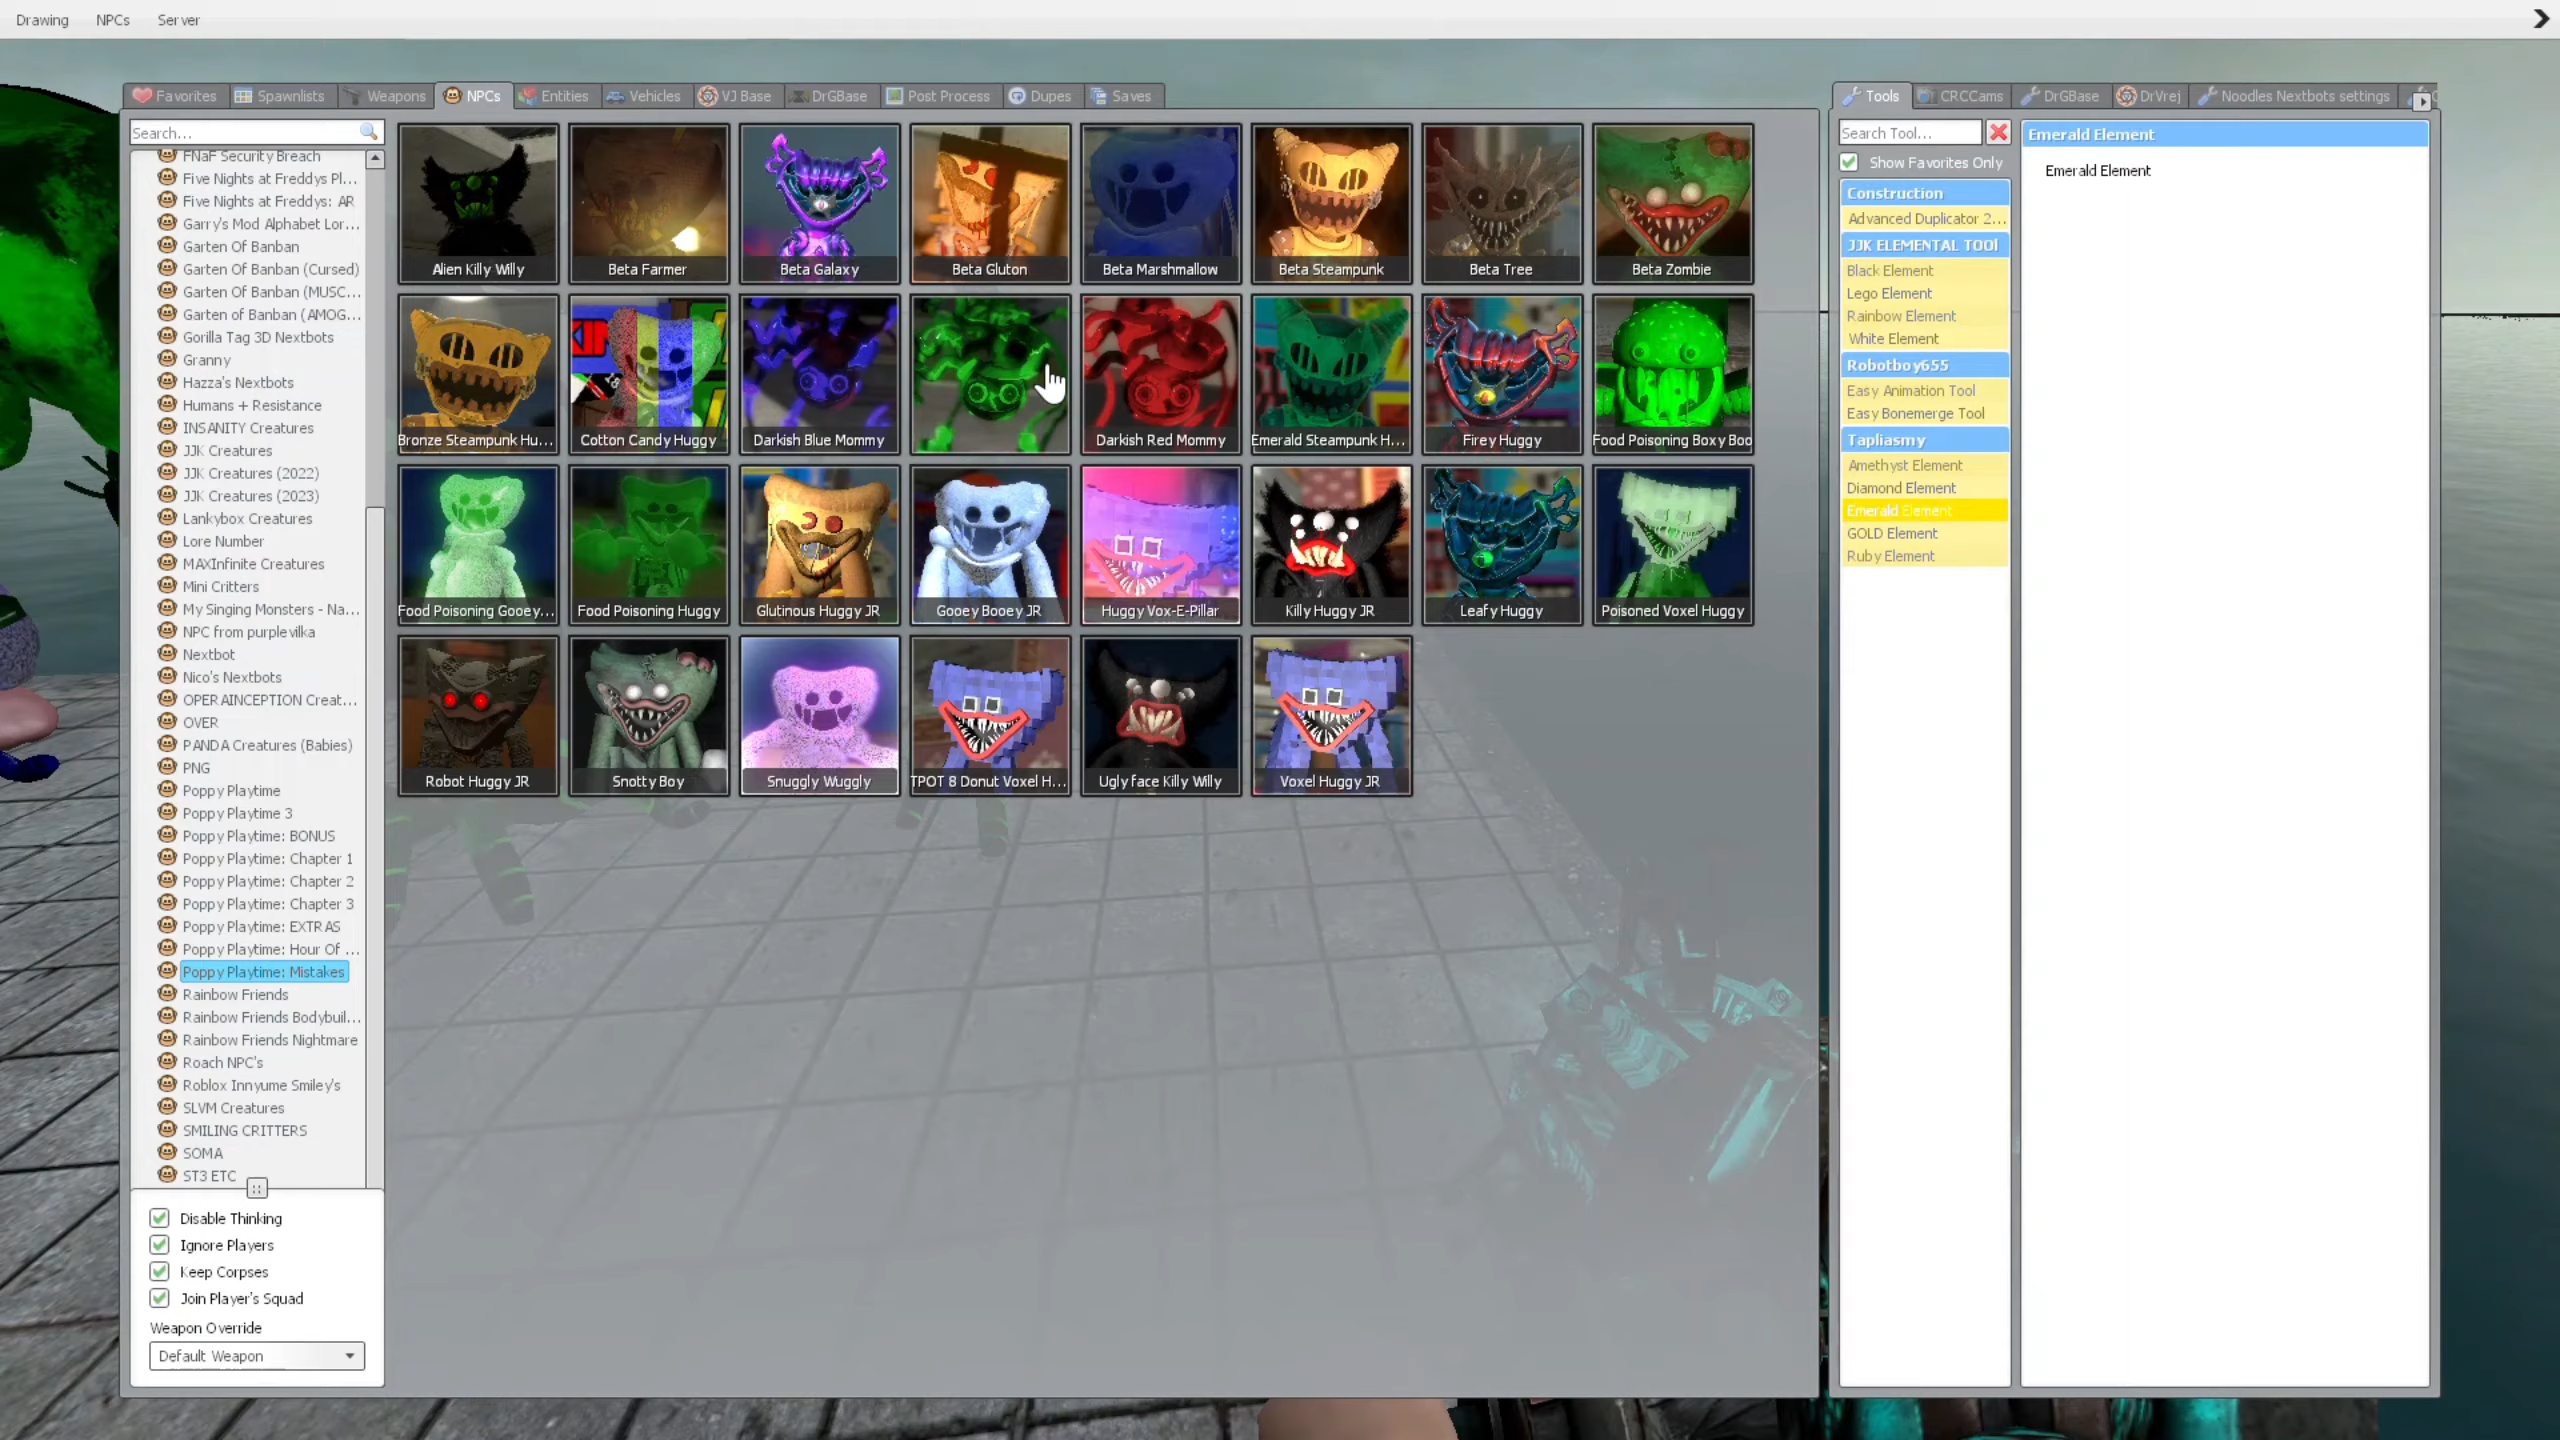 Drawing NPCs Server
Favorites Spawnlists Weapons NPCs Entities Vehicles VJ Base DrGBase Post Process Dupes Saves
Search...
FNaF Security Breach
Five Nights at Freddys Pl...
Five Nights at Freddys: AR
Garry's Mod Alphabet Lor...
Garten Of Banban
Garten Of Banban (Cursed)
Garten Of Banban (MUSC...
Garten of Banban (AMOG...
Gorilla Tag 3D Nextbots
Granny
Hazza's Nextbots
Humans + Resistance
INSANITY Creatures
JJK Creatures
JJK Creatures (2022)
JJK Creatures (2023)
Lankybox Creatures
Lore Number
MAXInfinite Creatures
Mini Critters
My Singing Monsters - Na...
NPC from purplevilka
Nextbot
Nico's Nextbots
OPERAINCEPTION Creat...
OVER
PANDA Creatures (Babies)
PNG
Poppy Playtime
Poppy Playtime 3
Poppy Playtime: BONUS
Poppy Playtime: Chapter 1
Poppy Playtime: Chapter 2
Poppy Playtime: Chapter 3
Poppy Playtime: EXTRAS
Poppy Playtime: Hour Of ...
Poppy Playtime: Mistakes
Rainbow Friends
Rainbow Friends Bodybuil...
Rainbow Friends Nightmare
Roach NPC's
Roblox Innyume Smiley's
SLVM Creatures
SMILING CRITTERS
SOMA
ST3 ETC
Disable Thinking
Ignore Players
Keep Corpses
Join Player's Squad
Weapon Override
Default Weapon
Alien Killy Willy Beta Farmer Beta Galaxy Beta Gluton Beta Marshmallow Beta Steampunk Beta Tree Beta Zombie
Bronze Steampunk Hu... Cotton Candy Huggy Darkish Blue Mommy Darkish Red Mommy Emerald Steampunk H... Firey Huggy Food Poisoning Boxy Boo
Food Poisoning Gooey... Food Poisoning Huggy Glutinous Huggy JR Gooey Booey JR Huggy Vox-E-Pillar Killy Huggy JR Leafy Huggy Poisoned Voxel Huggy
Robot Huggy JR Snotty Boy Snuggly Wuggly TPOT 8 Donut Voxel H... Ugly face Killy Willy Voxel Huggy JR
Tools CRCCams DrGBase DrVrej Noodles Nextbots settings
Search Tool...
Show Favorites Only
Construction
Advanced Duplicator 2...
JJK ELEMENTAL TOOl
Black Element
Lego Element
Rainbow Element
White Element
Robotboy655
Easy Animation Tool
Easy Bonemerge Tool
Tapliasmy
Amethyst Element
Diamond Element
Emerald Element
GOLD Element
Ruby Element
Emerald Element
Emerald Element